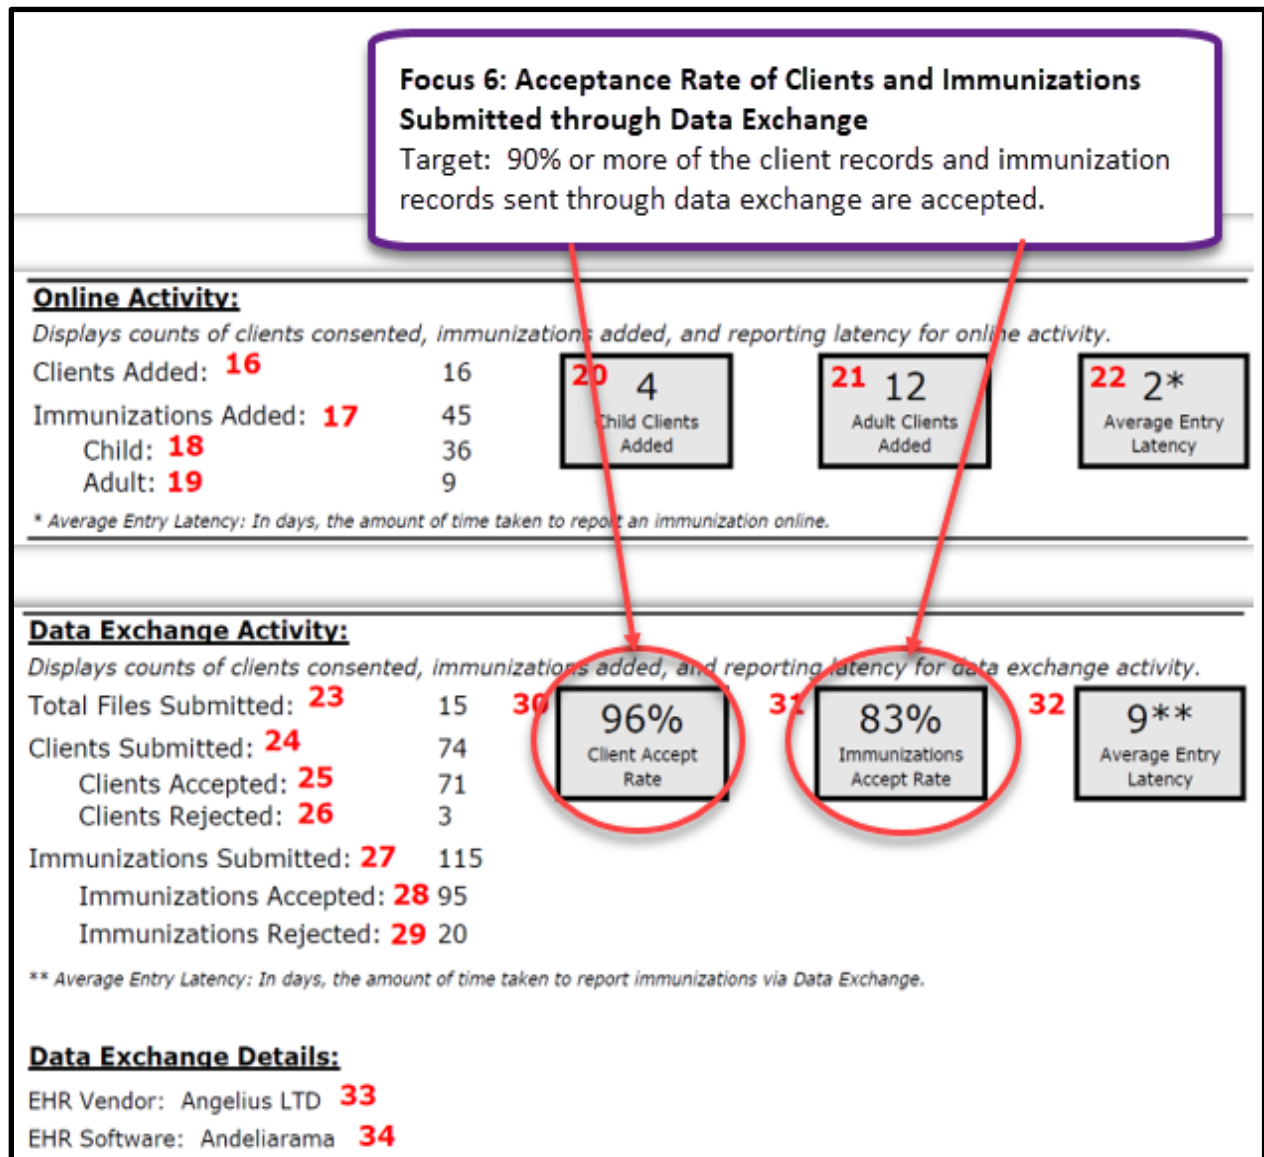 Focus 6: Acceptance Rate of Clients and Immunizations
Submitted through Data Exchange
Target:  90% or more of the client records and immunization
records sent through data exchange are accepted.
Online Activity:
Displays counts of clients consented, immunizations added, and reporting latency for online activity.
Clients Added: 16 16
Immunizations Added: 17 45
Child: 18 36
Adult: 19 9
20 4
Child Clients
Added
21 12
Adult Clients
Added
22 2*
Average Entry
Latency
* Average Entry Latency: In days, the amount of time taken to report an immunization online.
Data Exchange Activity:
Displays counts of clients consented, immunizations added, and reporting latency for data exchange activity.
Total Files Submitted: 23 15
Clients Submitted: 24 74
Clients Accepted: 25 71
Clients Rejected: 26 3
Immunizations Submitted: 27 115
Immunizations Accepted: 28 95
Immunizations Rejected: 29 20
30 96%
Client Accept
Rate
31 83%
Immunizations
Accept Rate
32 9**
Average Entry
Latency
** Average Entry Latency: In days, the amount of time taken to report immunizations via Data Exchange.
Data Exchange Details:
EHR Vendor:  Angelius LTD 33
EHR Software:  Andeliarama 34